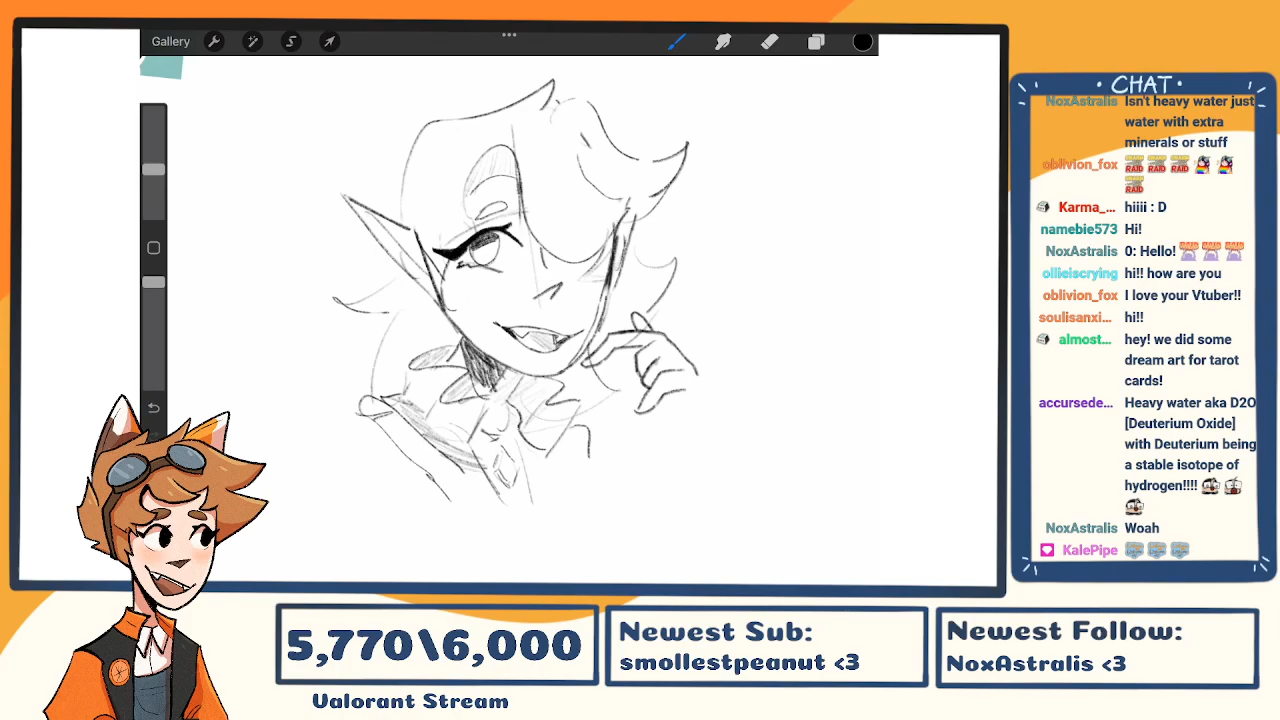 Gallery
• CHAT •
NoxAstralis Isn't heavy water just
water with extra
minerals or stuff
oblivion_fox
Karma_... hiiii : D
namebie573 Hi!
NoxAstralis 0: Hello!
ollieiscrying hi!! how are you
oblivion_fox I love your Vtuber!!
soulisanxi... hi!!
almost... hey! we did some
dream art for tarot
cards!
accursede... Heavy water aka D2O
[Deuterium Oxide]
with Deuterium being
a stable isotope of
hydrogen!!!!
NoxAstralis Woah
KalePipe
5,770\6,000
Valorant Stream
Newest Sub:
smollestpeanut <3
Newest Follow:
NoxAstralis <3